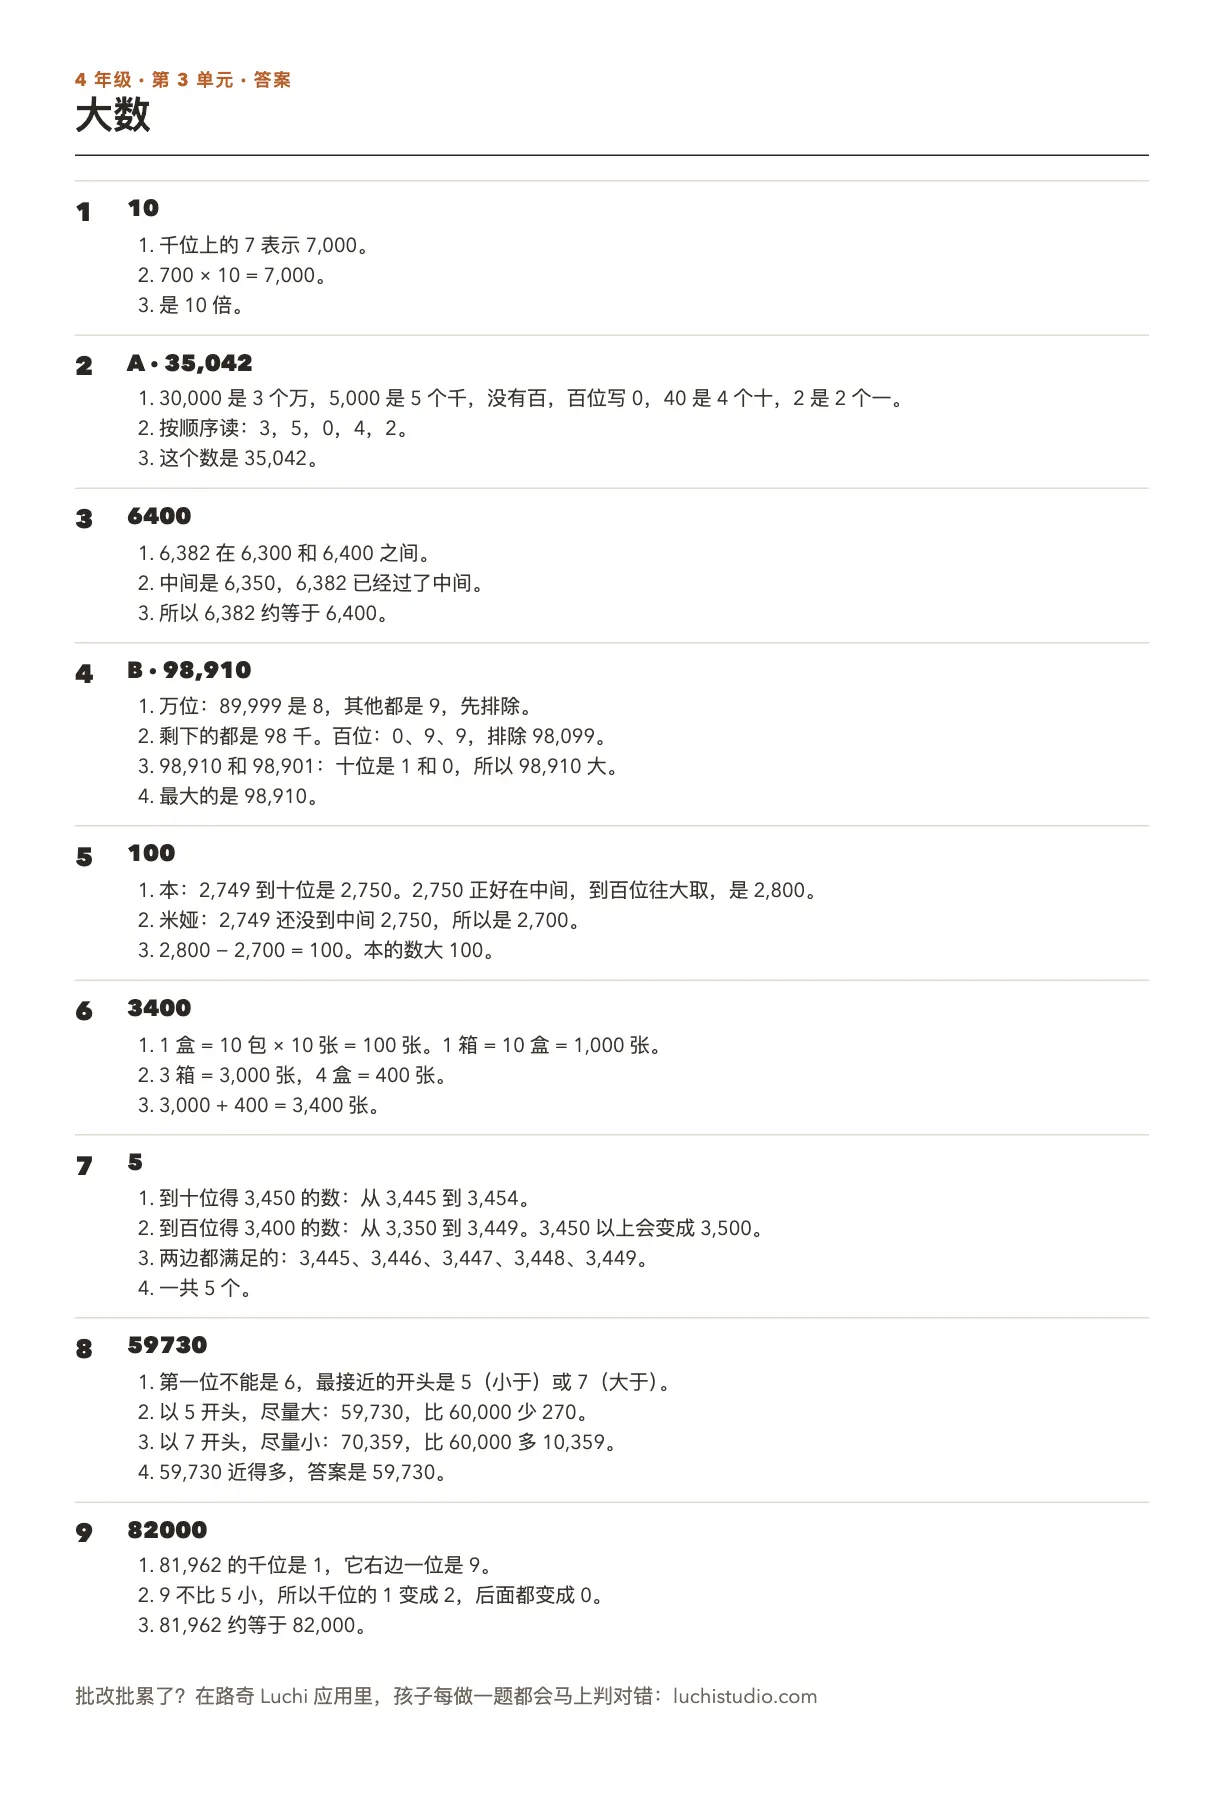 4 年级 · 第 3 单元 · 答案
大数
1 10
1. 千位上的 7 表示 7,000。
2. 700 × 10 = 7,000。
3. 是 10 倍。
2 A · 35,042
1. 30,000 是 3 个万，5,000 是 5 个千，没有百，百位写 0，40 是 4 个十，2 是 2 个一。
2. 按顺序读：3，5，0，4，2。
3. 这个数是 35,042。
3 6400
1. 6,382 在 6,300 和 6,400 之间。
2. 中间是 6,350，6,382 已经过了中间。
3. 所以 6,382 约等于 6,400。
4 B · 98,910
1. 万位：89,999 是 8，其他都是 9，先排除。
2. 剩下的都是 98 千。百位：0、9、9，排除 98,099。
3. 98,910 和 98,901：十位是 1 和 0，所以 98,910 大。
4. 最大的是 98,910。
5 100
1. 本：2,749 到十位是 2,750。2,750 正好在中间，到百位往大取，是 2,800。
2. 米娅：2,749 还没到中间 2,750，所以是 2,700。
3. 2,800 − 2,700 = 100。本的数大 100。
6 3400
1. 1 盒 = 10 包 × 10 张 = 100 张。1 箱 = 10 盒 = 1,000 张。
2. 3 箱 = 3,000 张，4 盒 = 400 张。
3. 3,000 + 400 = 3,400 张。
7 5
1. 到十位得 3,450 的数：从 3,445 到 3,454。
2. 到百位得 3,400 的数：从 3,350 到 3,449。3,450 以上会变成 3,500。
3. 两边都满足的：3,445、3,446、3,447、3,448、3,449。
4. 一共 5 个。
8 59730
1. 第一位不能是 6，最接近的开头是 5（小于）或 7（大于）。
2. 以 5 开头，尽量大：59,730，比 60,000 少 270。
3. 以 7 开头，尽量小：70,359，比 60,000 多 10,359。
4. 59,730 近得多，答案是 59,730。
9 82000
1. 81,962 的千位是 1，它右边一位是 9。
2. 9 不比 5 小，所以千位的 1 变成 2，后面都变成 0。
3. 81,962 约等于 82,000。
批改批累了？在路奇 Luchi 应用里，孩子每做一题都会马上判对错：luchistudio.com